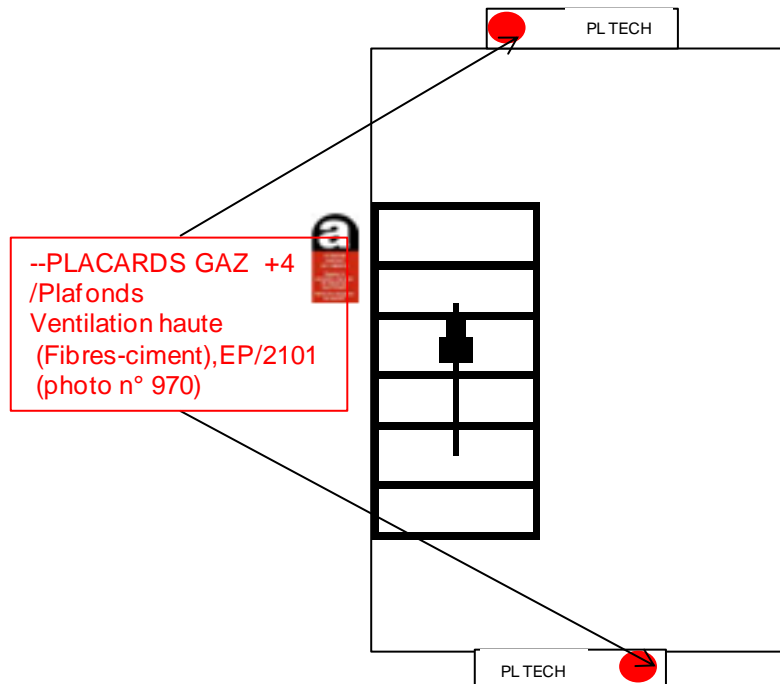 PL TECH
a
--PLACARDS GAZ +4
/Plafonds
Ventilation haute
(Fibres-ciment),EP/2101
(photo n° 970)
PL TECH